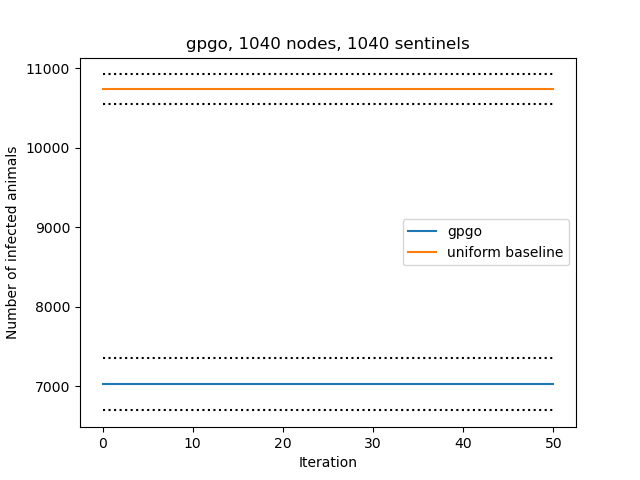 gpgo, 1040 nodes, 1040 sentinels
11000
10000
9000
8000
7000
Number of infected animals
gpgo
uniform baseline
0 10 20 30 40 50
Iteration